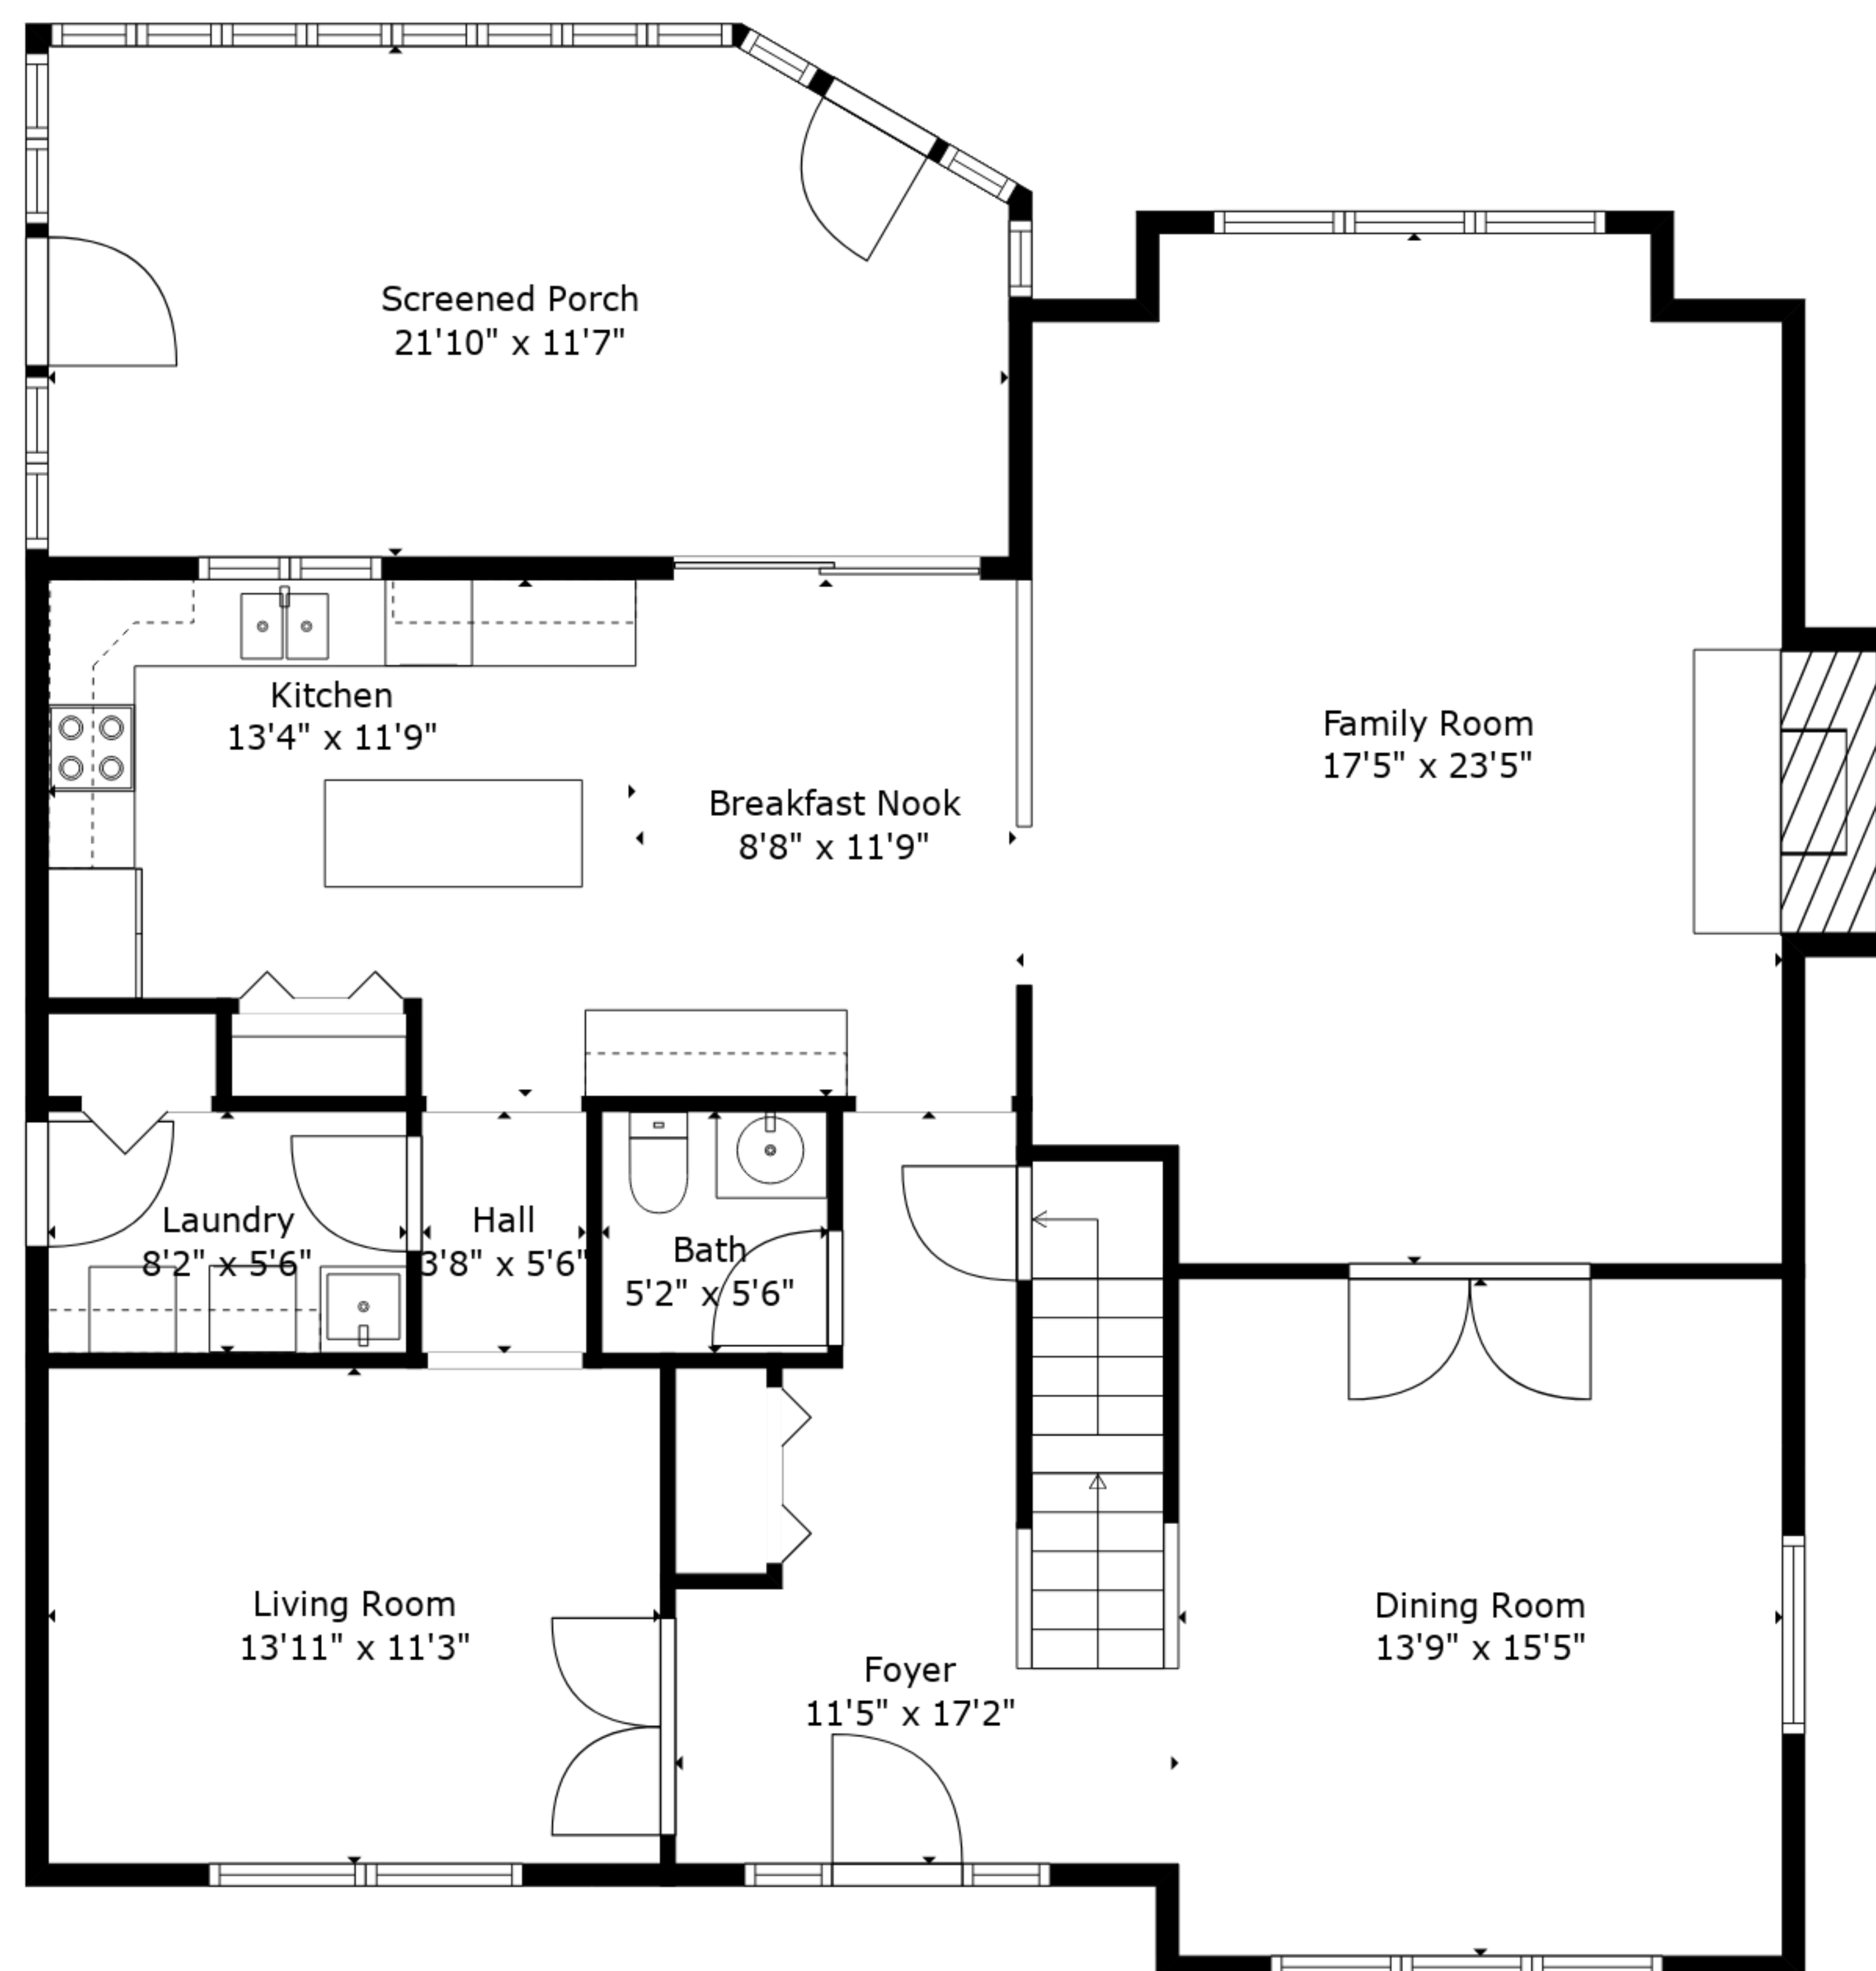 Screened Porch
21'10" x 11'7"
Kitchen
13'4" x 11'9"
Family Room
17'5" x 23'5"
Breakfast Nook
8'8" x 11'9"
Laundry
8'2" x 5'6"
Hall
3'8" x 5'6"
Bath
5'2" x 5'6"
Living Room
13'11" x 11'3"
Dining Room
13'9" x 15'5"
Foyer
11'5" x 17'2"